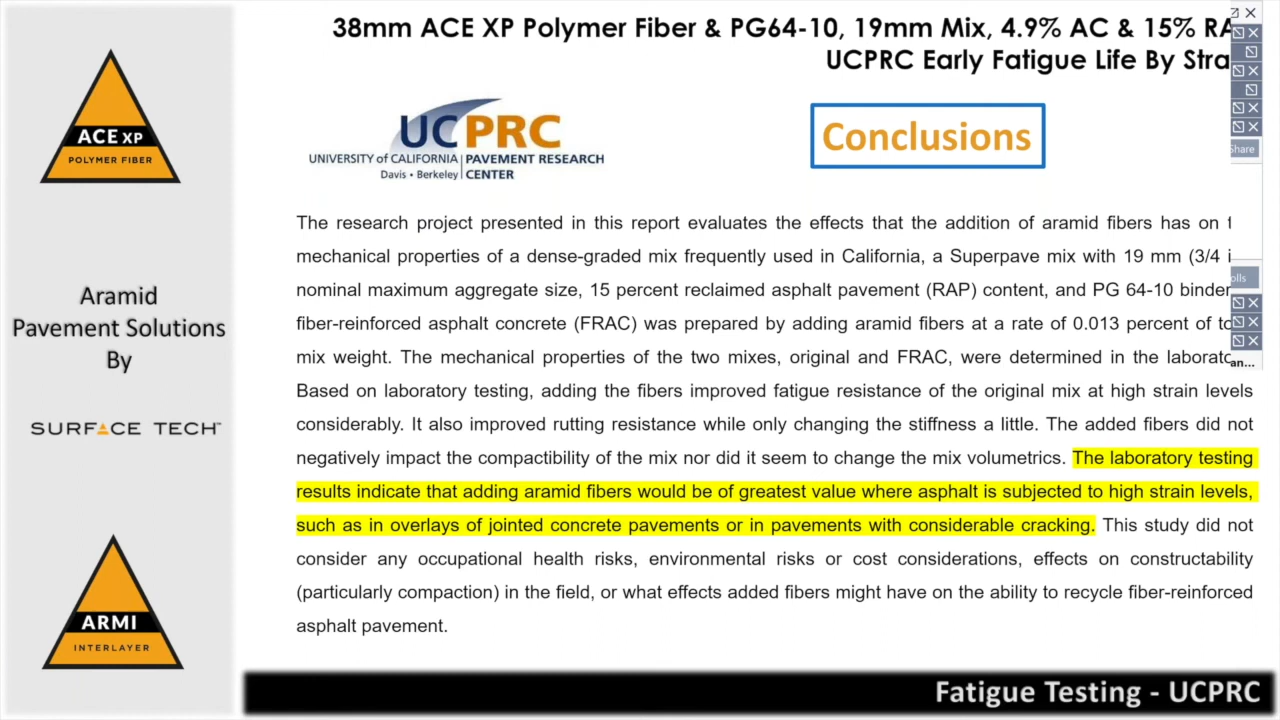 38mm ACE XP Polymer Fiber & PG64-10, 19mm Mix, 4.9% AC & 15%
UCPRC Early Fatigue Life By
ACE XP
POLYMER FIBER
UCPRC
UNIVERSITY OF CALIFORNIA | PAVEMENT RESEARCH
Davis • Berkeley | CENTER
Conclusions
Share
The research project presented in this report evaluates the effects that the addition of aramid fibers has on
mechanical properties of a dense-graded mix frequently used in California, a Superpave mix with 19 mm (3/4
nominal maximum aggregate size, 15 percent reclaimed asphalt pavement (RAP) content, and PG 64-10 binder
fiber-reinforced asphalt concrete (FRAC) was prepared by adding aramid fibers at a rate of 0.013 percent of
mix weight. The mechanical properties of the two mixes, original and FRAC, were determined in the
Based on laboratory testing, adding the fibers improved fatigue resistance of the original mix at high strain levels
considerably. It also improved rutting resistance while only changing the stiffness a little. The added fibers did not
negatively impact the compactibility of the mix nor did it seem to change the mix volumetrics. The laboratory testing
results indicate that adding aramid fibers would be of greatest value where asphalt is subjected to high strain levels,
such as in overlays of jointed concrete pavements or in pavements with considerable cracking. This study did not
consider any occupational health risks, environmental risks or cost considerations, effects on constructability
(particularly compaction) in the field, or what effects added fibers might have on the ability to recycle fiber-reinforced
asphalt pavement.
Aramid
Pavement Solutions
By
SURFACE TECH™
ARMI
INTERLAYER
Fatigue Testing - UCPRC